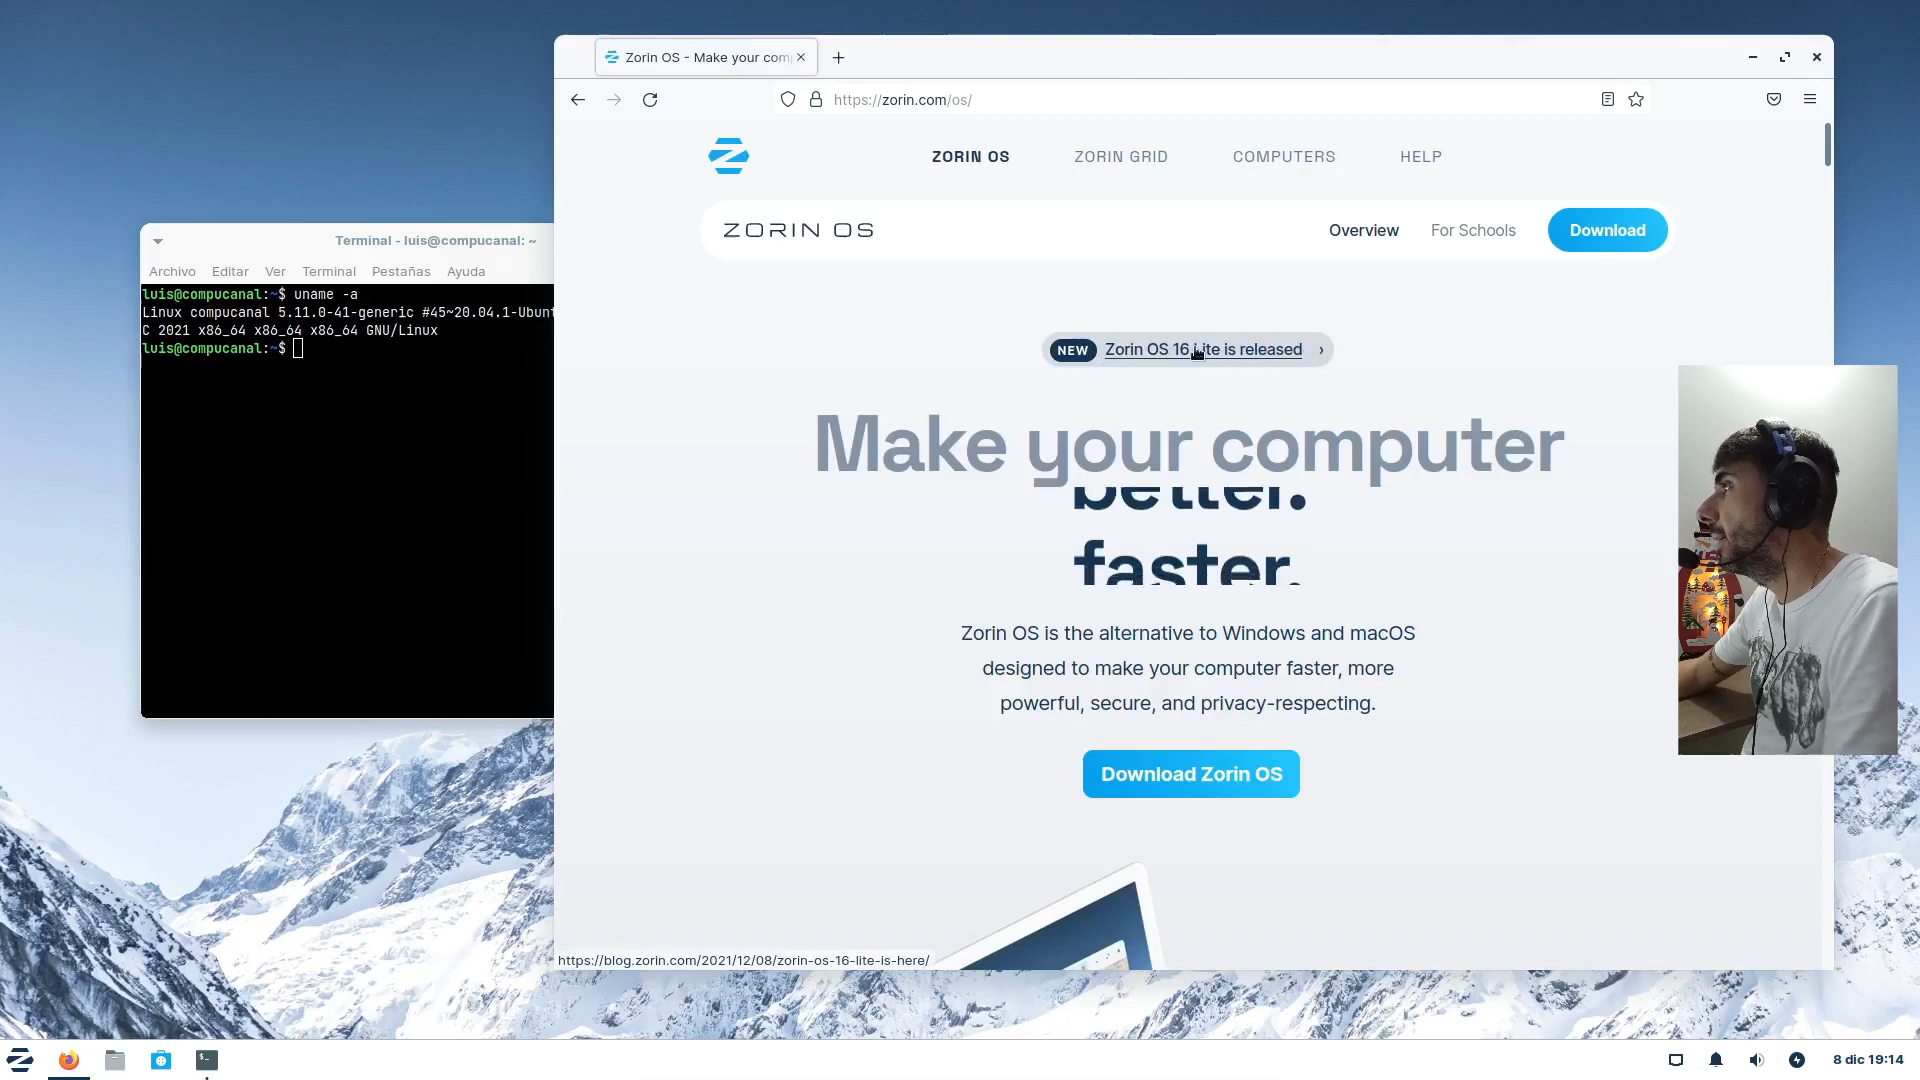 Zorin OS - Make your com
https://zorin.com/os/
ZORIN OS
ZORIN GRID
COMPUTERS
HELP
ZORIN OS
Overview
For Schools
Download
Terminal - luis@compucanal: ~
Archivo
Editar
Ver
Terminal
Pestañas
Ayuda
luis@compucanal:~$ uname -a
Linux compucanal 5.11.0-41-generic #45~20.04.1-Ubunt
C 2021 x86_64 x86_64 x86_64 GNU/Linux
luis@compucanal:~$
NEW Zorin OS 16 Lite is released ›
Make your computer
better.
faster.
Zorin OS is the alternative to Windows and macOS
designed to make your computer faster, more
powerful, secure, and privacy-respecting.
Download Zorin OS
https://blog.zorin.com/2021/12/08/zorin-os-16-lite-is-here/
8 dic 19:14